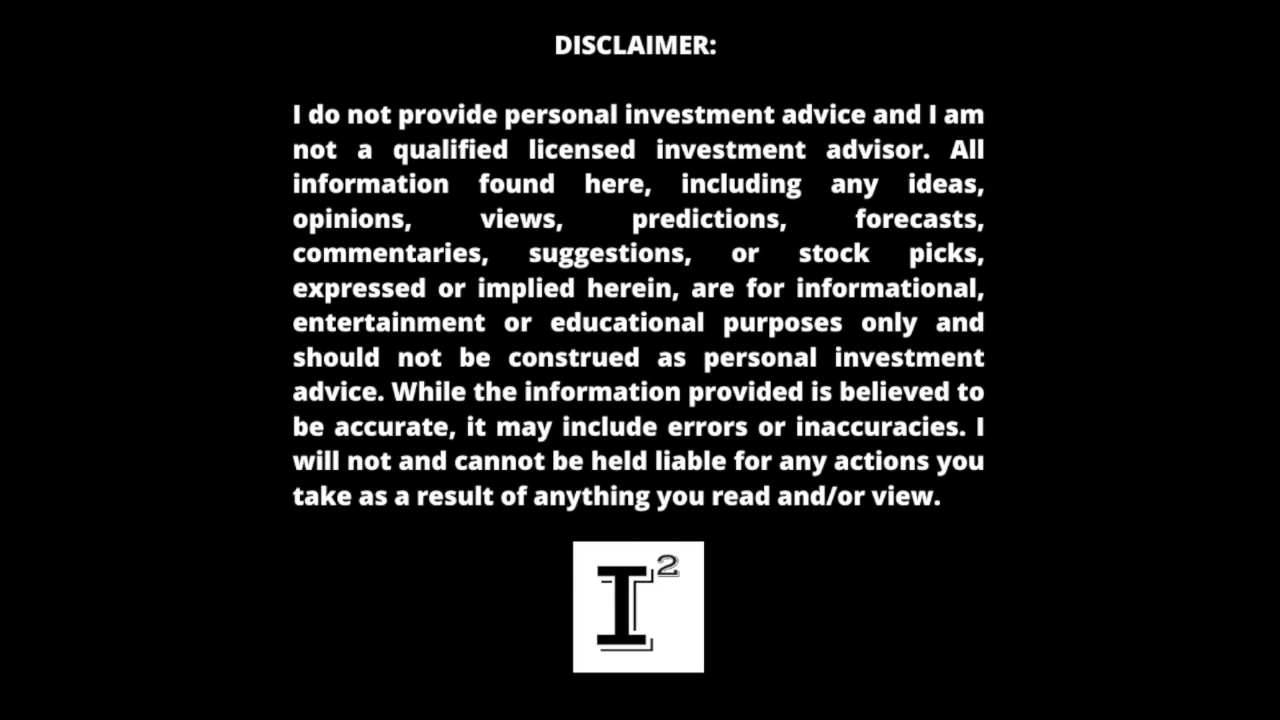 DISCLAIMER:
I do not provide personal investment advice and I am
not a qualified licensed investment advisor. All
information found here, including any ideas,
opinions, views, predictions, forecasts,
commentaries, suggestions, or stock picks,
expressed or implied herein, are for informational,
entertainment or educational purposes only and
should not be construed as personal investment
advice. While the information provided is believed to
be accurate, it may include errors or inaccuracies. I
will not and cannot be held liable for any actions you
take as a result of anything you read and/or view.
I²